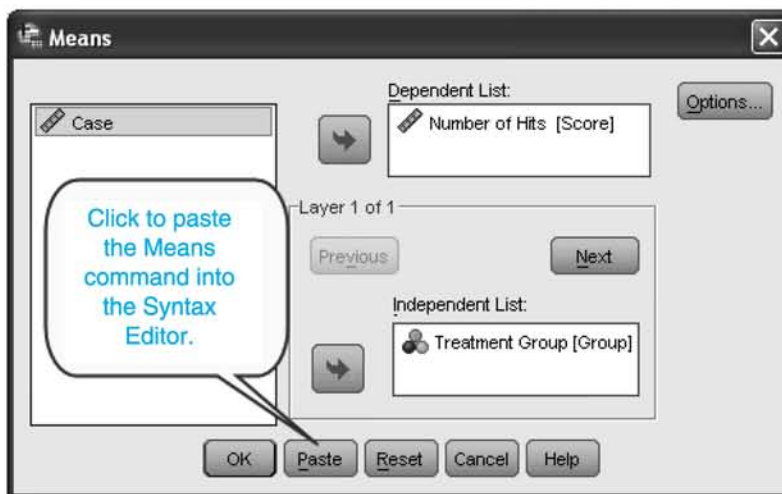 Means
Dependent List:
Options...
Case
Number of Hits [Score]
Click to paste
the Means
command into
the Syntax
Editor.
Layer 1 of 1
Previous
Next
Independent List:
Treatment Group [Group]
OK
Paste
Reset
Cancel
Help